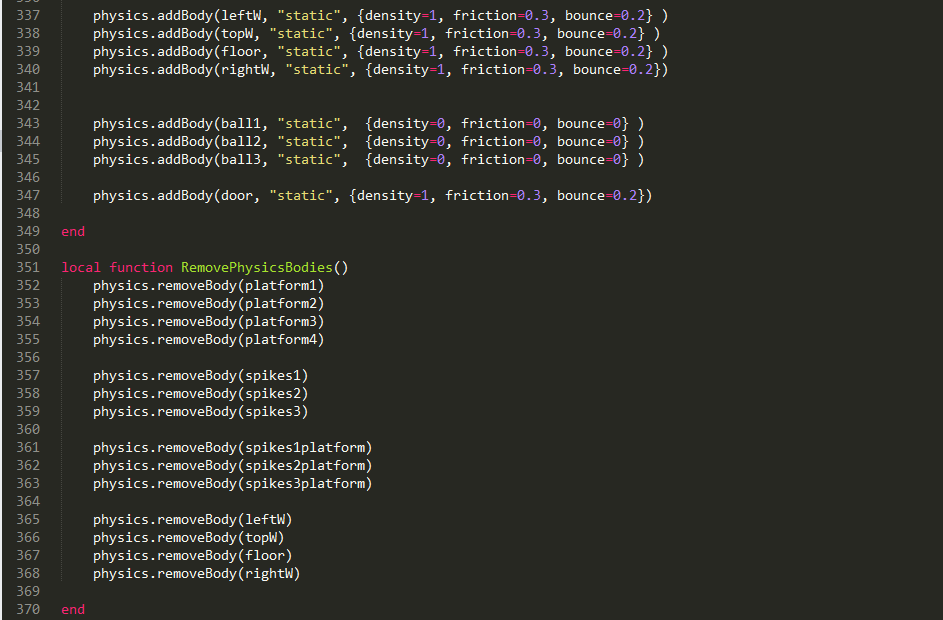 337 physics.addBody(leftW, "static", {density=1, friction=0.3, bounce=0.2} )
338 physics.addBody(topW, "static", {density=1, friction=0.3, bounce=0.2} )
339 physics.addBody(floor, "static", {density=1, friction=0.3, bounce=0.2} )
340 physics.addBody(rightW, "static", {density=1, friction=0.3, bounce=0.2})
341
342
343 physics.addBody(ball1, "static",  {density=0, friction=0, bounce=0} )
344 physics.addBody(ball2, "static",  {density=0, friction=0, bounce=0} )
345 physics.addBody(ball3, "static",  {density=0, friction=0, bounce=0} )
346
347 physics.addBody(door, "static", {density=1, friction=0.3, bounce=0.2})
348
349 end
350
351 local function RemovePhysicsBodies()
352 physics.removeBody(platform1)
353 physics.removeBody(platform2)
354 physics.removeBody(platform3)
355 physics.removeBody(platform4)
356
357 physics.removeBody(spikes1)
358 physics.removeBody(spikes2)
359 physics.removeBody(spikes3)
360
361 physics.removeBody(spikes1platform)
362 physics.removeBody(spikes2platform)
363 physics.removeBody(spikes3platform)
364
365 physics.removeBody(leftW)
366 physics.removeBody(topW)
367 physics.removeBody(floor)
368 physics.removeBody(rightW)
369
370 end